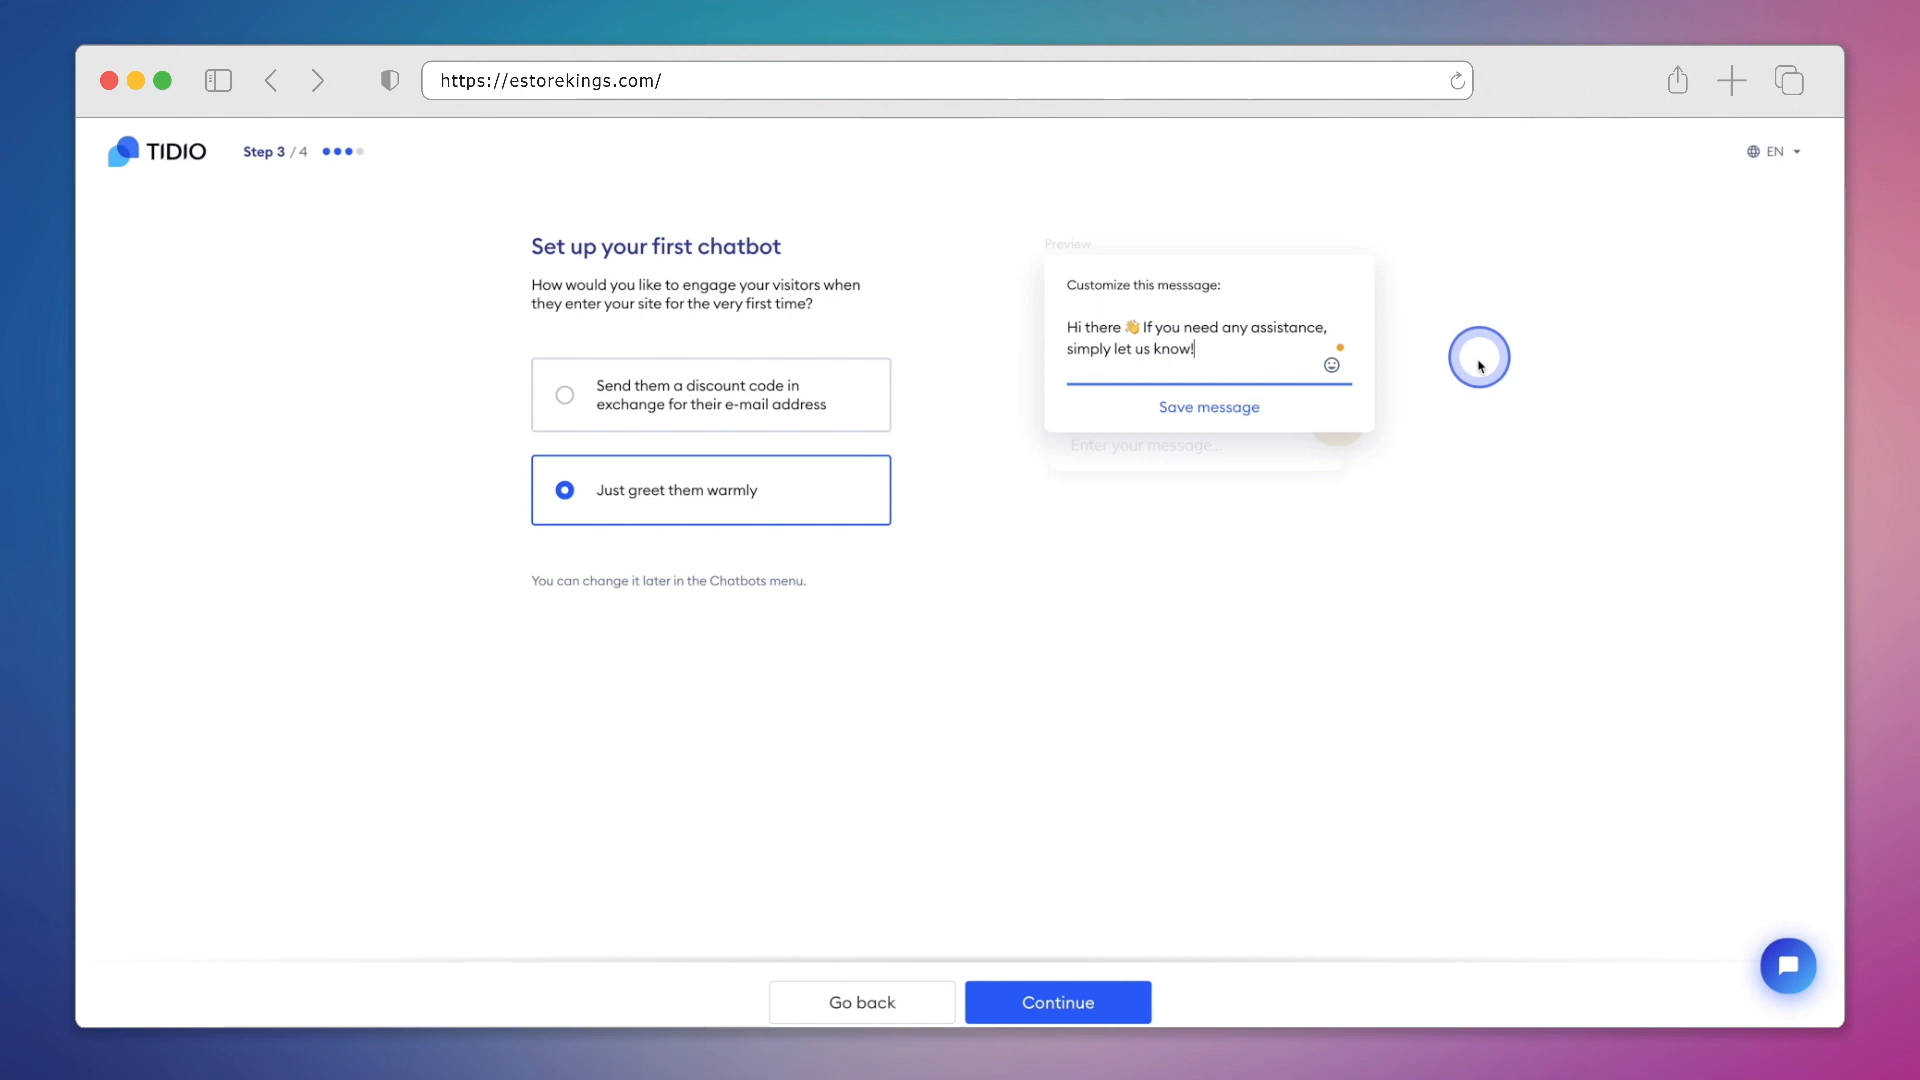 https://estorekings.com/
TIDIO
Step 3 / 4
EN
Set up your first chatbot
How would you like to engage your visitors when
they enter your site for the very first time?
Send them a discount code in
exchange for their e-mail address
Just greet them warmly
You can change it later in the Chatbots menu.
Preview
Customize this messsage:
Hi there 👋 If you need any assistance,
simply let us know!
Save message
Enter your message...
Go back
Continue